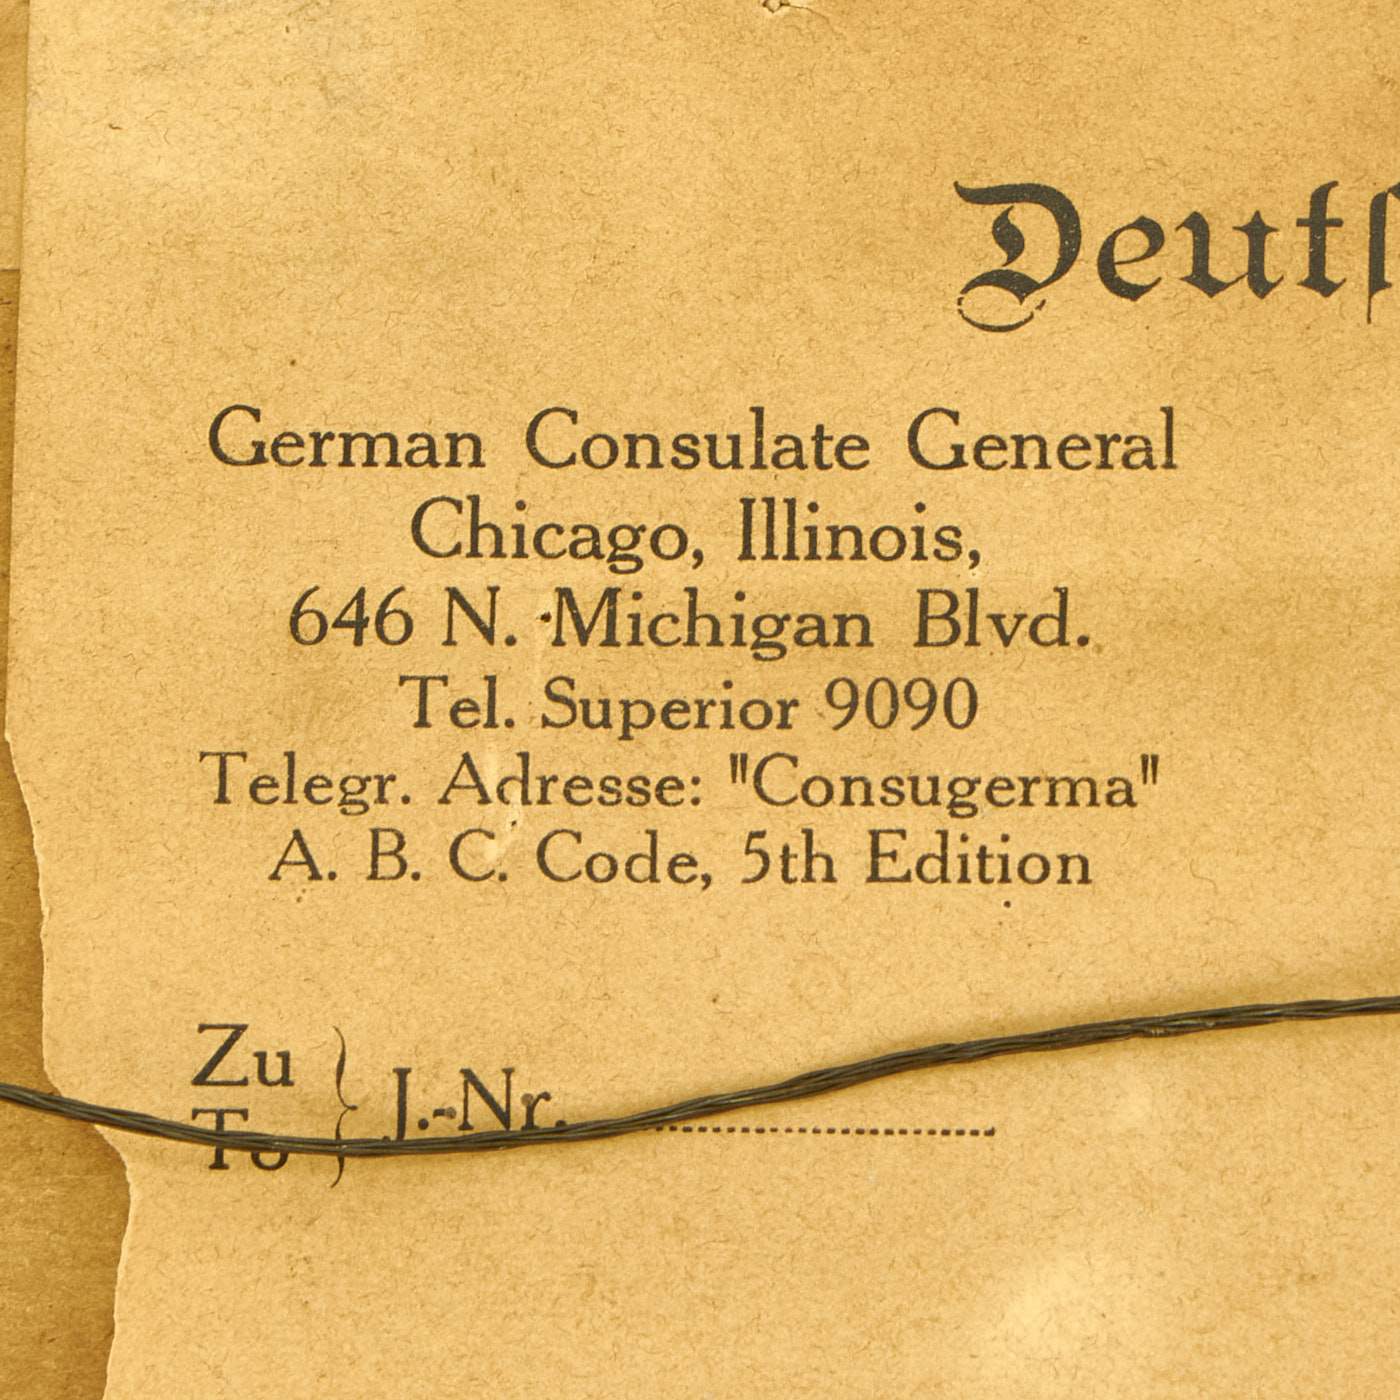 Deutſ
German Consulate General
Chicago, Illinois,
646 N. Michigan Blvd.
Tel. Superior 9090
Telegr. Adresse: "Consugerma"
A. B. C. Code, 5th Edition
Zu
To } J.-Nr. ....................